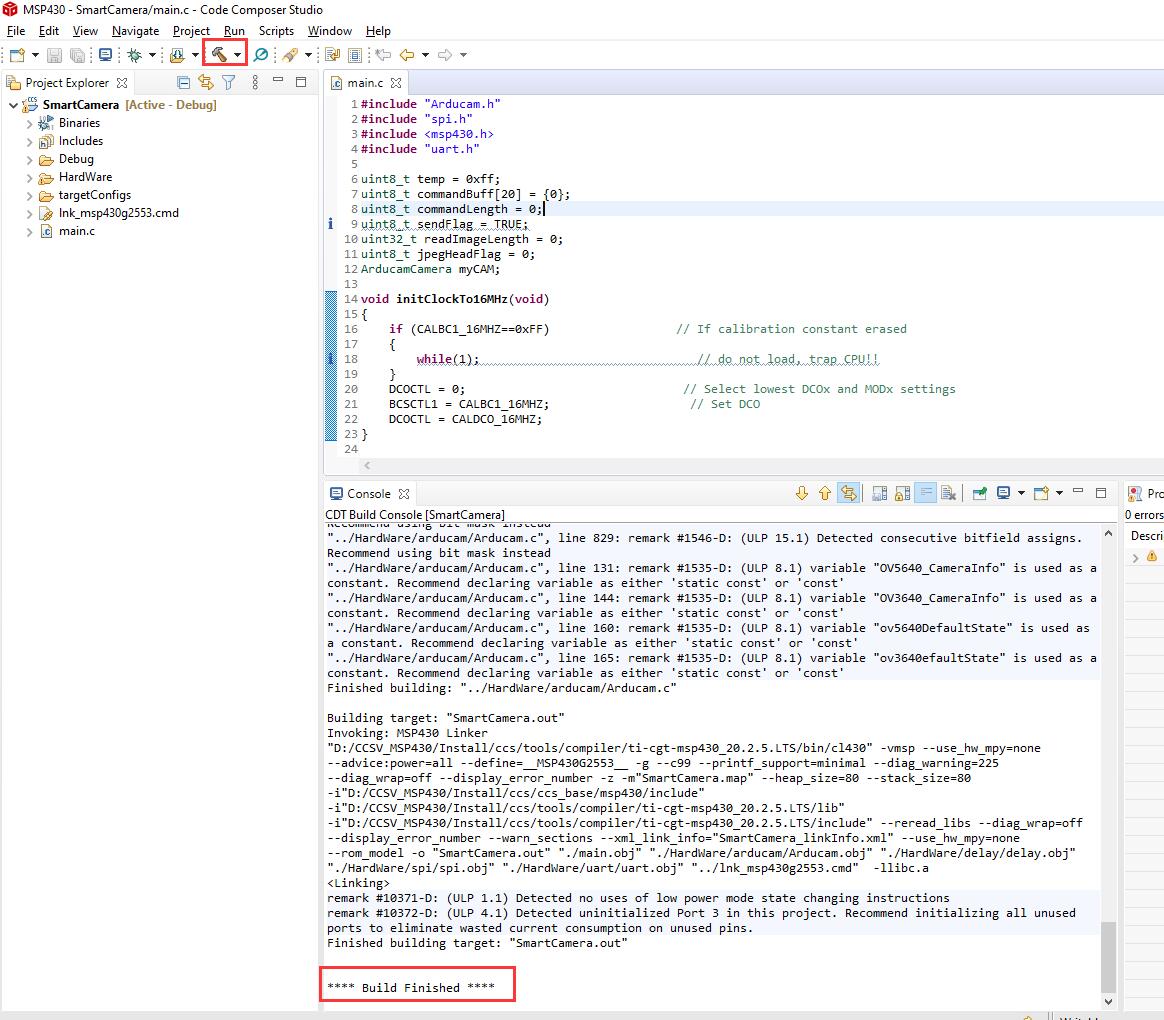 MSP430 - SmartCamera/main.c - Code Composer Studio
File Edit View Navigate Project Run Scripts Window Help
Project Explorer
SmartCamera [Active - Debug]
Binaries
Includes
Debug
HardWare
targetConfigs
lnk_msp430g2553.cmd
main.c
main.c
1 #include "Arducam.h"
2 #include "spi.h"
3 #include <msp430.h>
4 #include "uart.h"
5
6 uint8_t temp = 0xff;
7 uint8_t commandBuff[20] = {0};
8 uint8_t commandLength = 0;
9 uint8_t sendFlag = TRUE;
10 uint32_t readImageLength = 0;
11 uint8_t jpegHeadFlag = 0;
12 ArducamCamera myCAM;
13
14 void initClockTo16MHz(void)
15 {
16 if (CALBC1_16MHZ==0xFF) // If calibration constant erased
17 {
18 while(1); // do not load, trap CPU!!
19 }
20 DCOCTL = 0; // Select lowest DCOx and MODx settings
21 BCSCTL1 = CALBC1_16MHZ; // Set DCO
22 DCOCTL = CALDCO_16MHZ;
23 }
24
Console
CDT Build Console [SmartCamera]
Recommend using bit mask instead
"../HardWare/arducam/Arducam.c", line 829: remark #1546-D: (ULP 15.1) Detected consecutive bitfield assigns.
Recommend using bit mask instead
"../HardWare/arducam/Arducam.c", line 131: remark #1535-D: (ULP 8.1) variable "OV5640_CameraInfo" is used as a
constant. Recommend declaring variable as either 'static const' or 'const'
"../HardWare/arducam/Arducam.c", line 144: remark #1535-D: (ULP 8.1) variable "OV3640_CameraInfo" is used as a
constant. Recommend declaring variable as either 'static const' or 'const'
"../HardWare/arducam/Arducam.c", line 160: remark #1535-D: (ULP 8.1) variable "ov5640DefaultState" is used as
a constant. Recommend declaring variable as either 'static const' or 'const'
"../HardWare/arducam/Arducam.c", line 165: remark #1535-D: (ULP 8.1) variable "ov3640efaultState" is used as a
constant. Recommend declaring variable as either 'static const' or 'const'
Finished building: "../HardWare/arducam/Arducam.c"
Building target: "SmartCamera.out"
Invoking: MSP430 Linker
"D:/CCSV_MSP430/Install/ccs/tools/compiler/ti-cgt-msp430_20.2.5.LTS/bin/cl430" -vmsp --use_hw_mpy=none
--advice:power=all --define=__MSP430G2553__ -g --c99 --printf_support=minimal --diag_warning=225
--diag_wrap=off --display_error_number -z -m"SmartCamera.map" --heap_size=80 --stack_size=80
-i"D:/CCSV_MSP430/Install/ccs/ccs_base/msp430/include"
-i"D:/CCSV_MSP430/Install/ccs/tools/compiler/ti-cgt-msp430_20.2.5.LTS/lib"
-i"D:/CCSV_MSP430/Install/ccs/tools/compiler/ti-cgt-msp430_20.2.5.LTS/include" --reread_libs --diag_wrap=off
--display_error_number --warn_sections --xml_link_info="SmartCamera_linkInfo.xml" --use_hw_mpy=none
--rom_model -o "SmartCamera.out" "./main.obj" "./HardWare/arducam/Arducam.obj" "./HardWare/delay/delay.obj"
"./HardWare/spi/spi.obj" "./HardWare/uart/uart.obj" "../lnk_msp430g2553.cmd" -llibc.a
<Linking>
remark #10371-D: (ULP 1.1) Detected no uses of low power mode state changing instructions
remark #10372-D: (ULP 4.1) Detected uninitialized Port 3 in this project. Recommend initializing all unused
ports to eliminate wasted current consumption on unused pins.
Finished building target: "SmartCamera.out"
**** Build Finished ****
Pro
0 errors
Descri